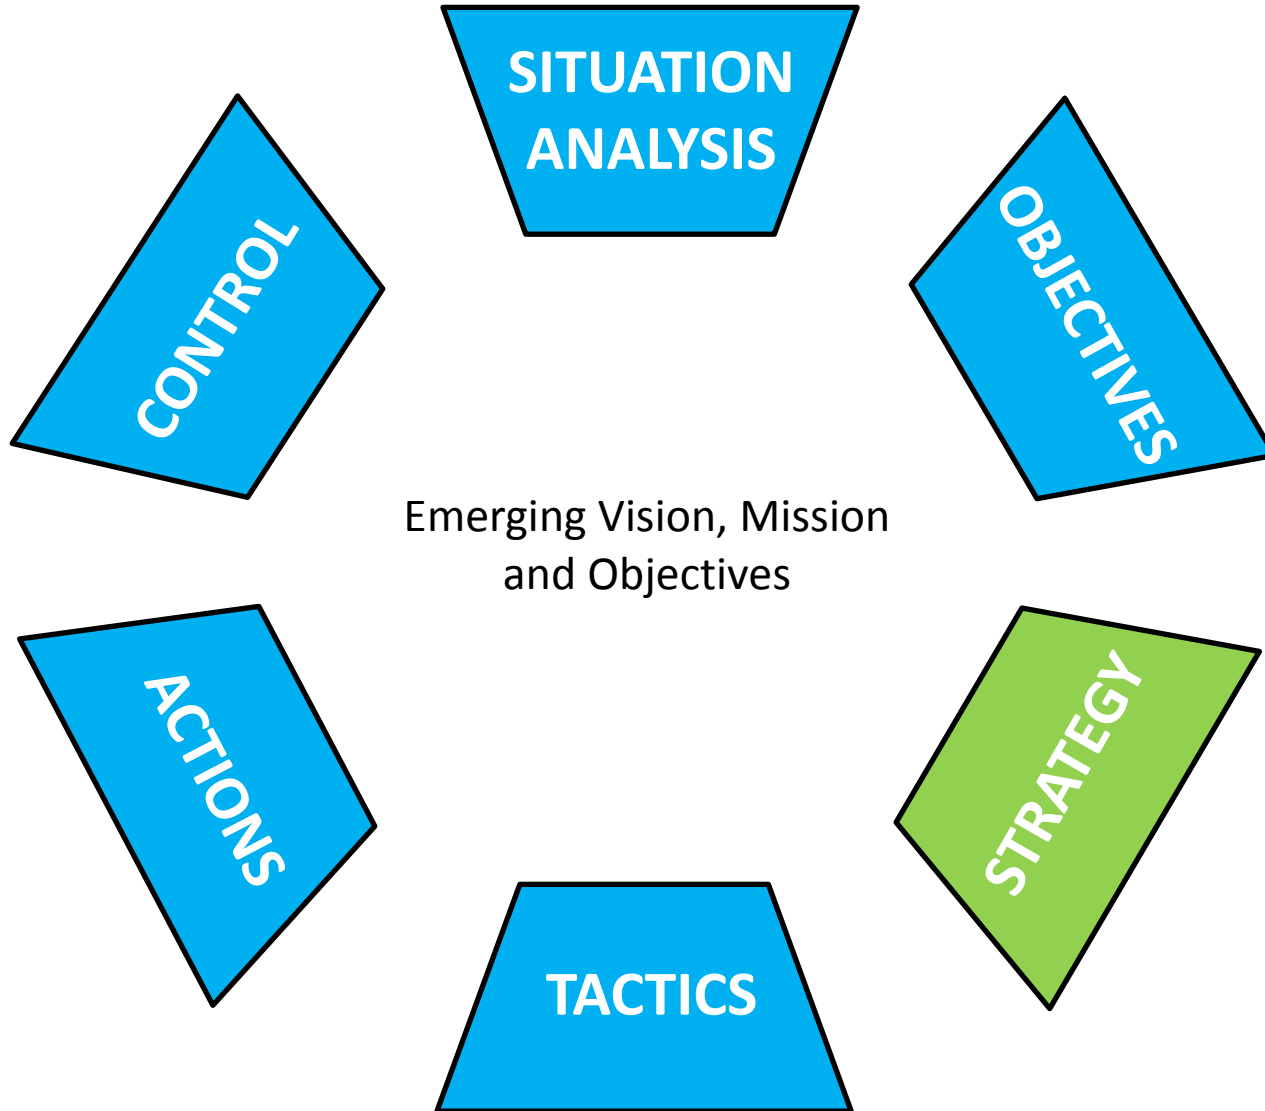 SITUATION
ANALYSIS
OBJECTIVES
STRATEGY
TACTICS
ACTIONS
CONTROL
Emerging Vision, Mission
and Objectives